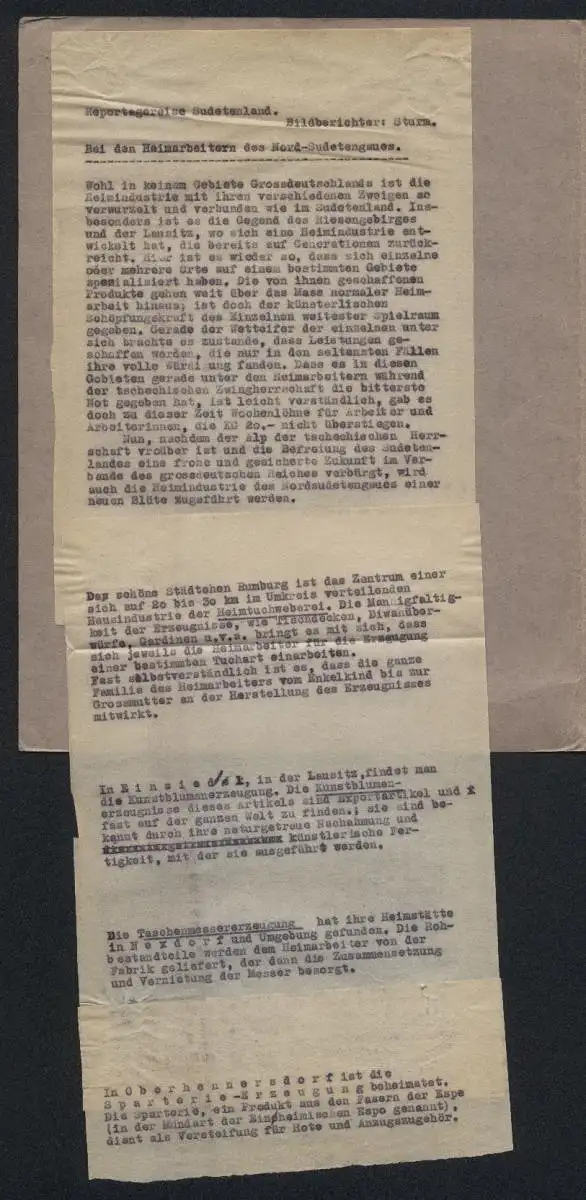 Reportagereise Sudetenland.
Bildberichter: Sturm.
Bei den Heimarbeitern des Nord-Sudetengaues.
Wohl in keinem Gebiete Grossdeutschlands ist die
Heimindustrie mit ihren verschiedenen Zweigen so
verwurzelt und verbunden wie im Sudetenland. Ins-
besonders ist es die Gegend des Riesengebirges
und der Lausitz, wo sich eine Heimindustrie ent-
wickelt hat, die bereits auf Generationen zurück-
reicht. Hier ist es wieder so, dass sich einzelne
oder mehrere Orte auf einem bestimmten Gebiete
spezialisiert haben. Die von ihnen geschaffenen
Produkte gehen weit über das Mass normaler Heim-
arbeit hinaus; ist doch der künsterlischen
Schöpfungskraft des Einzelnen weitester Spielraum
gegeben. Gerade der Wetteifer der einzelnen unter
sich brachte es zustande, dass Leistungen ge-
schaffen werden, die nur in den seltensten Fällen
ihre volle Würdigung fanden. Dass es in diesen
Gebieten gerade unter den Heimarbeitern während
der tschechischen Zwingherrschaft die bitterste
Not gegeben hat, ist leicht verständlich, gab es
doch zu dieser Zeit Wochenlöhne für Arbeiter und
Arbeiterinnen, die KC 20.- nicht überstiegen.
Nun, nachdem der Alp der tschechischen Herr-
schaft vroüber ist und die Befreiung des Sudeten-
landes eine frohe und gesicherte Zukunft im Ver-
bande des grossdeutschen Reiches verbürgt, wird
auch die Heimindustrie des Nordsudetengaues einer
neuen Blüte zugeführt werden.
Das schöne Städtchen Rumburg ist das Zentrum einer
sich auf 20 bis 30 km im Umkreis verteilenden
Hausindustrie der Heimtuchweberei. Die Mannigfaltig-
keit der Erzeugnisse, wie Tischdecken, Diwanüber-
würfe, Gardinen u.v.a. bringt es mit sich, dass
sich jeweils die Heimarbeiter für die Erzeugung
einer bestimmten Tuchart einarbeiten.
Fast selbstverständlich ist es, dass die ganze
Familie des Heimarbeiters vom Enkelkind bis zur
Grossmutter an der Herstellung des Erzeugnisses
mitwirkt.
In E i n s i e d e l, in der Lausitz, findet man
die Kunstblumenerzeugung. Die Kunstblumen-
erzeugnisse dieses Artikels sind Exportartikel und
fast auf der ganzen Welt zu finden.; sie sind be-
kannt durch ihre naturgetreue Nachahmung und
künstlerische Fer-
tigkeit, mit der sie ausgeführt werden.
Die Taschenmessererzeugung hat ihre Heimstätte
in N e x d o r f und Umgebung gefunden. Die Roh-
bestandteile werden dem Heimarbeiter von der
Fabrik geliefert, der dann die Zusammensetzung
und Vernietung der Messer besorgt.
In O b e r h e n n e r s d o r f ist die
S p a r t e r i e - E r z e u g u n g beheimatet.
Die Sparterie, ein Produkt aus den Fasern der Espe
(in der Mundart der Einheimischen Espo genannt),
dient als Versteifung für Hote und Anzugszugehör.